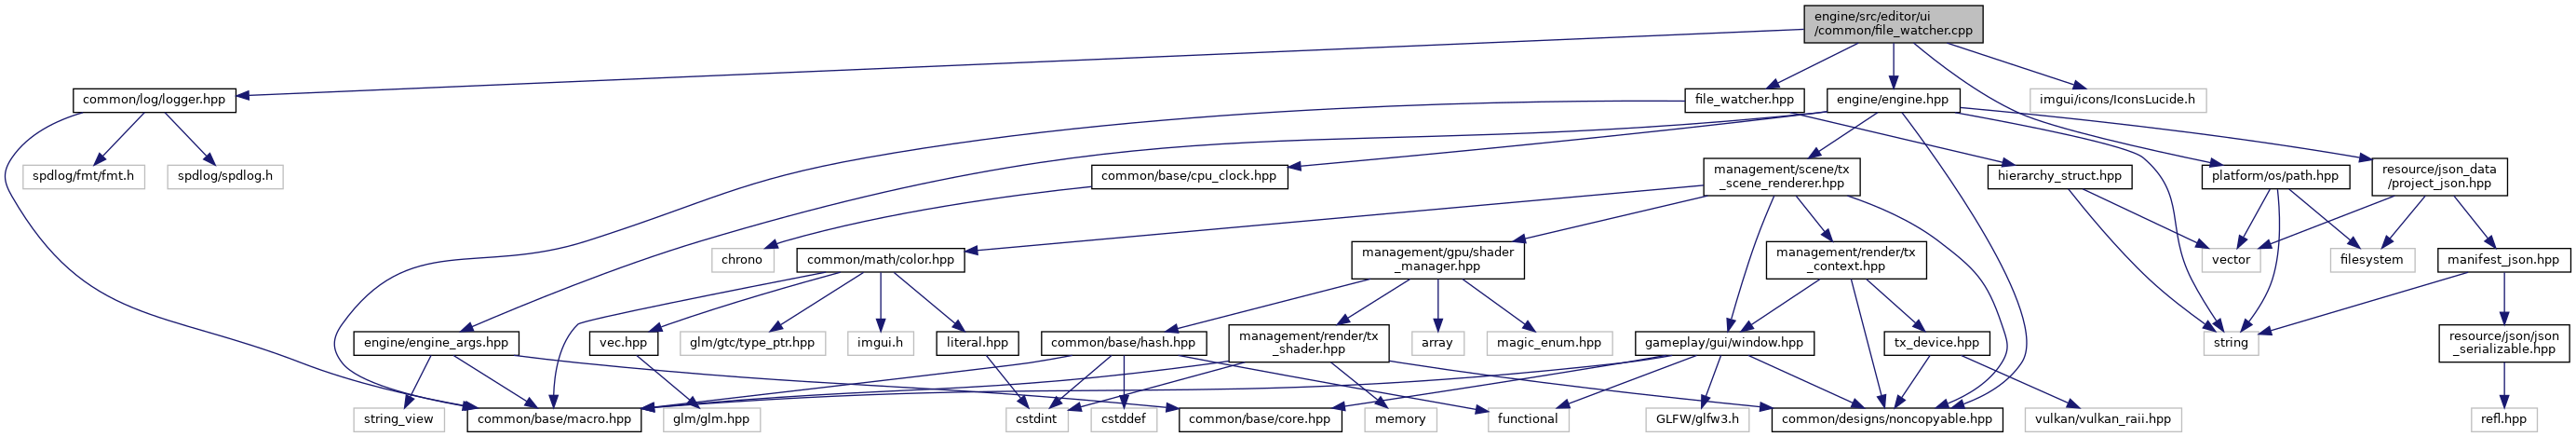 engine/src/editor/ui
/common/file_watcher.cpp
common/log/logger.hpp
file_watcher.hpp
engine/engine.hpp
imgui/icons/IconsLucide.h
spdlog/fmt/fmt.h
spdlog/spdlog.h
common/base/cpu_clock.hpp
management/scene/tx
_scene_renderer.hpp
hierarchy_struct.hpp
platform/os/path.hpp
resource/json_data
/project_json.hpp
chrono
common/math/color.hpp
management/gpu/shader
_manager.hpp
management/render/tx
_context.hpp
vector
filesystem
manifest_json.hpp
engine/engine_args.hpp
vec.hpp
glm/gtc/type_ptr.hpp
imgui.h
literal.hpp
common/base/hash.hpp
management/render/tx
_shader.hpp
array
magic_enum.hpp
gameplay/gui/window.hpp
tx_device.hpp
string
resource/json/json
_serializable.hpp
string_view
common/base/macro.hpp
glm/glm.hpp
cstdint
cstddef
common/base/core.hpp
memory
functional
GLFW/glfw3.h
common/designs/noncopyable.hpp
vulkan/vulkan_raii.hpp
refl.hpp